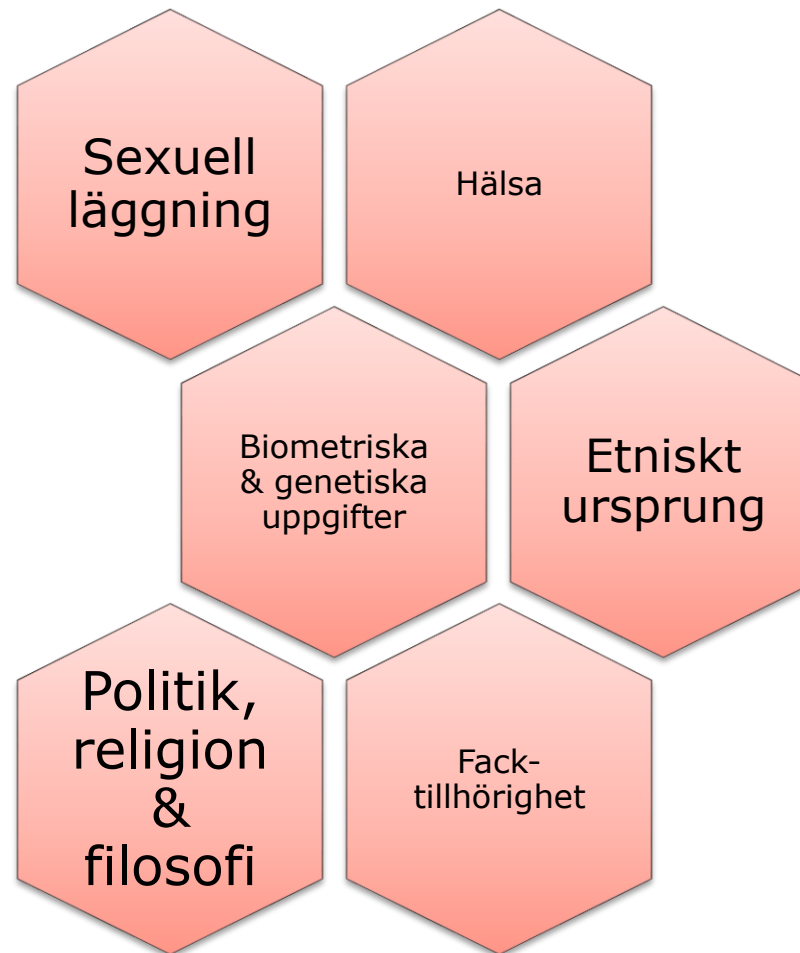 Sexuell
läggning
Hälsa
Biometriska
& genetiska
uppgifter
Etniskt
ursprung
Politik,
religion
&
filosofi
Fack-
tillhörighet